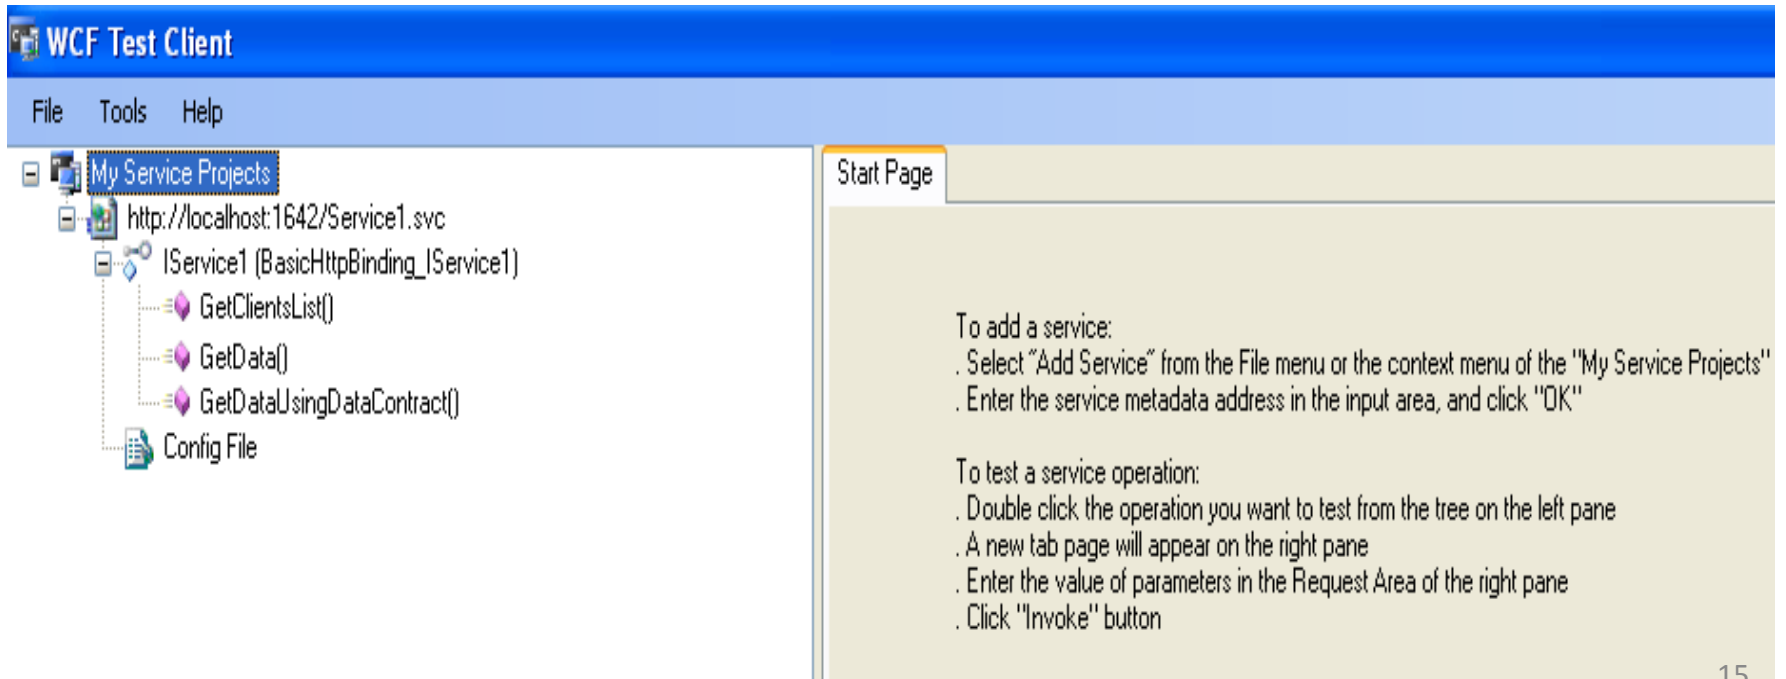 WCF Test Client
File Tools Help
My Service Projects
http://localhost:1642/Service1.svc
IService1 (BasicHttpBinding_IService1)
GetClientsList()
GetData()
GetDataUsingDataContract()
Config File
Start Page
To add a service:
. Select "Add Service" from the File menu or the context menu of the "My Service Projects"
. Enter the service metadata address in the input area, and click "OK"
To test a service operation:
. Double click the operation you want to test from the tree on the left pane
. A new tab page will appear on the right pane
. Enter the value of parameters in the Request Area of the right pane
. Click "Invoke" button
15